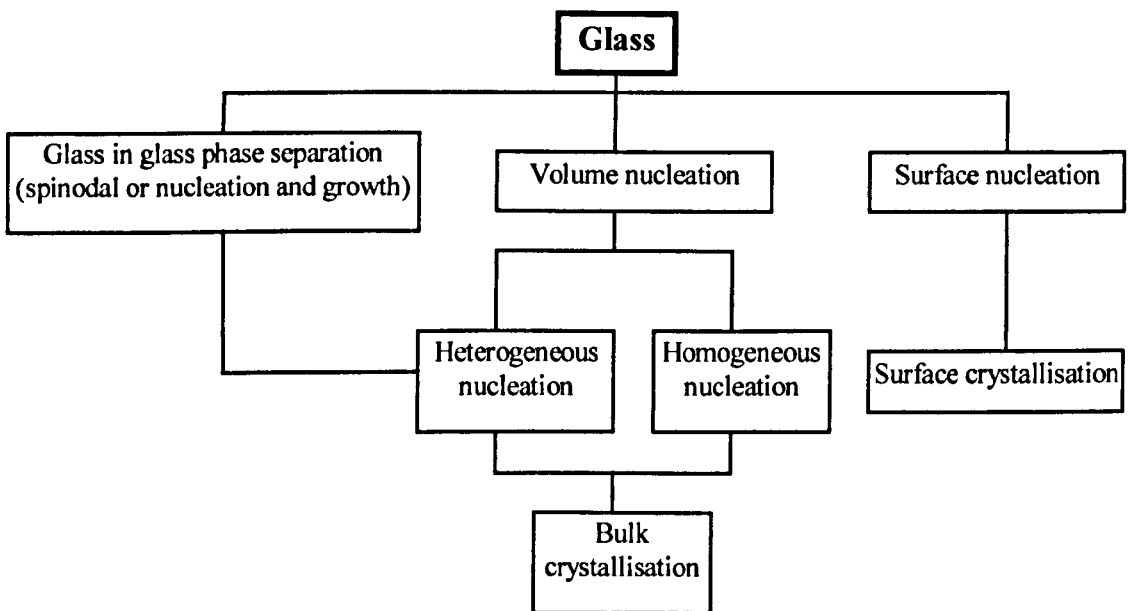 Glass
Glass in glass phase separation
(spinodal or nucleation and growth)
Volume nucleation
Surface nucleation
Heterogeneous
nucleation
Homogeneous
nucleation
Surface crystallisation
Bulk
crystallisation